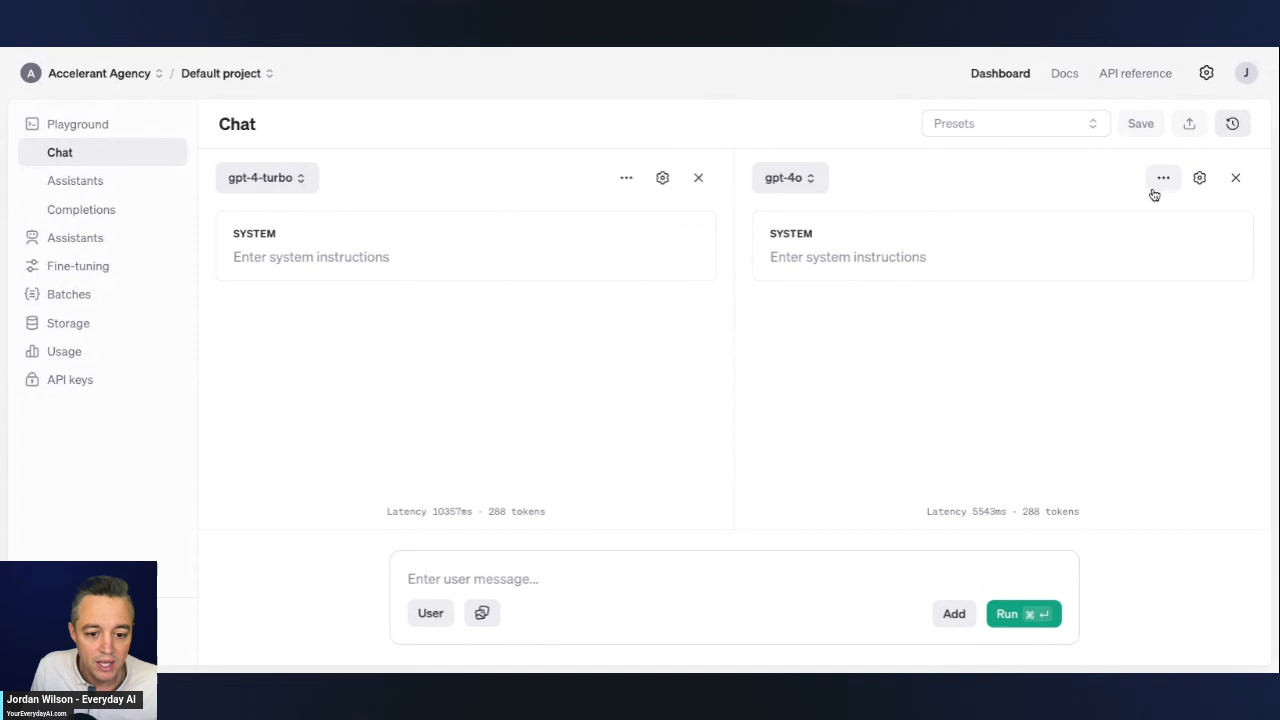 A Accelerant Agency / Default project
Dashboard Docs API reference J
Playground
Chat
Assistants
Completions
Assistants
Fine-tuning
Batches
Storage
Usage
API keys
Chat
Presets
Save
gpt-4-turbo
SYSTEM
Enter system instructions
Latency 10357ms · 288 tokens
gpt-4o
SYSTEM
Enter system instructions
Latency 5543ms · 288 tokens
Enter user message...
User
Add
Run ⌘ ↵
Jordan Wilson - Everyday AI
YourEverydayAI.com